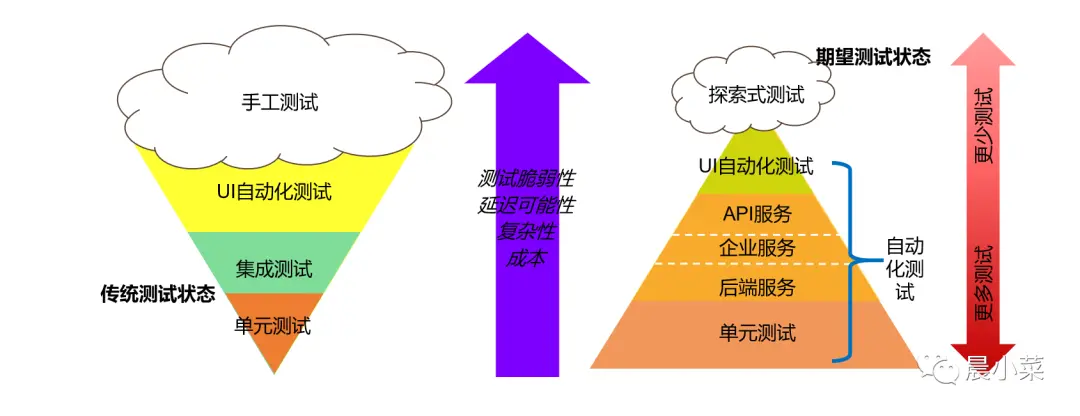 手工测试
UI自动化测试
集成测试
传统测试状态
单元测试
测试脆弱性
延迟可能性
复杂性
成本
期望测试状态
探索式测试
UI自动化测试
API服务
企业服务
后端服务
单元测试
自动
化测
试
更少测试
更多测试
晨小菜